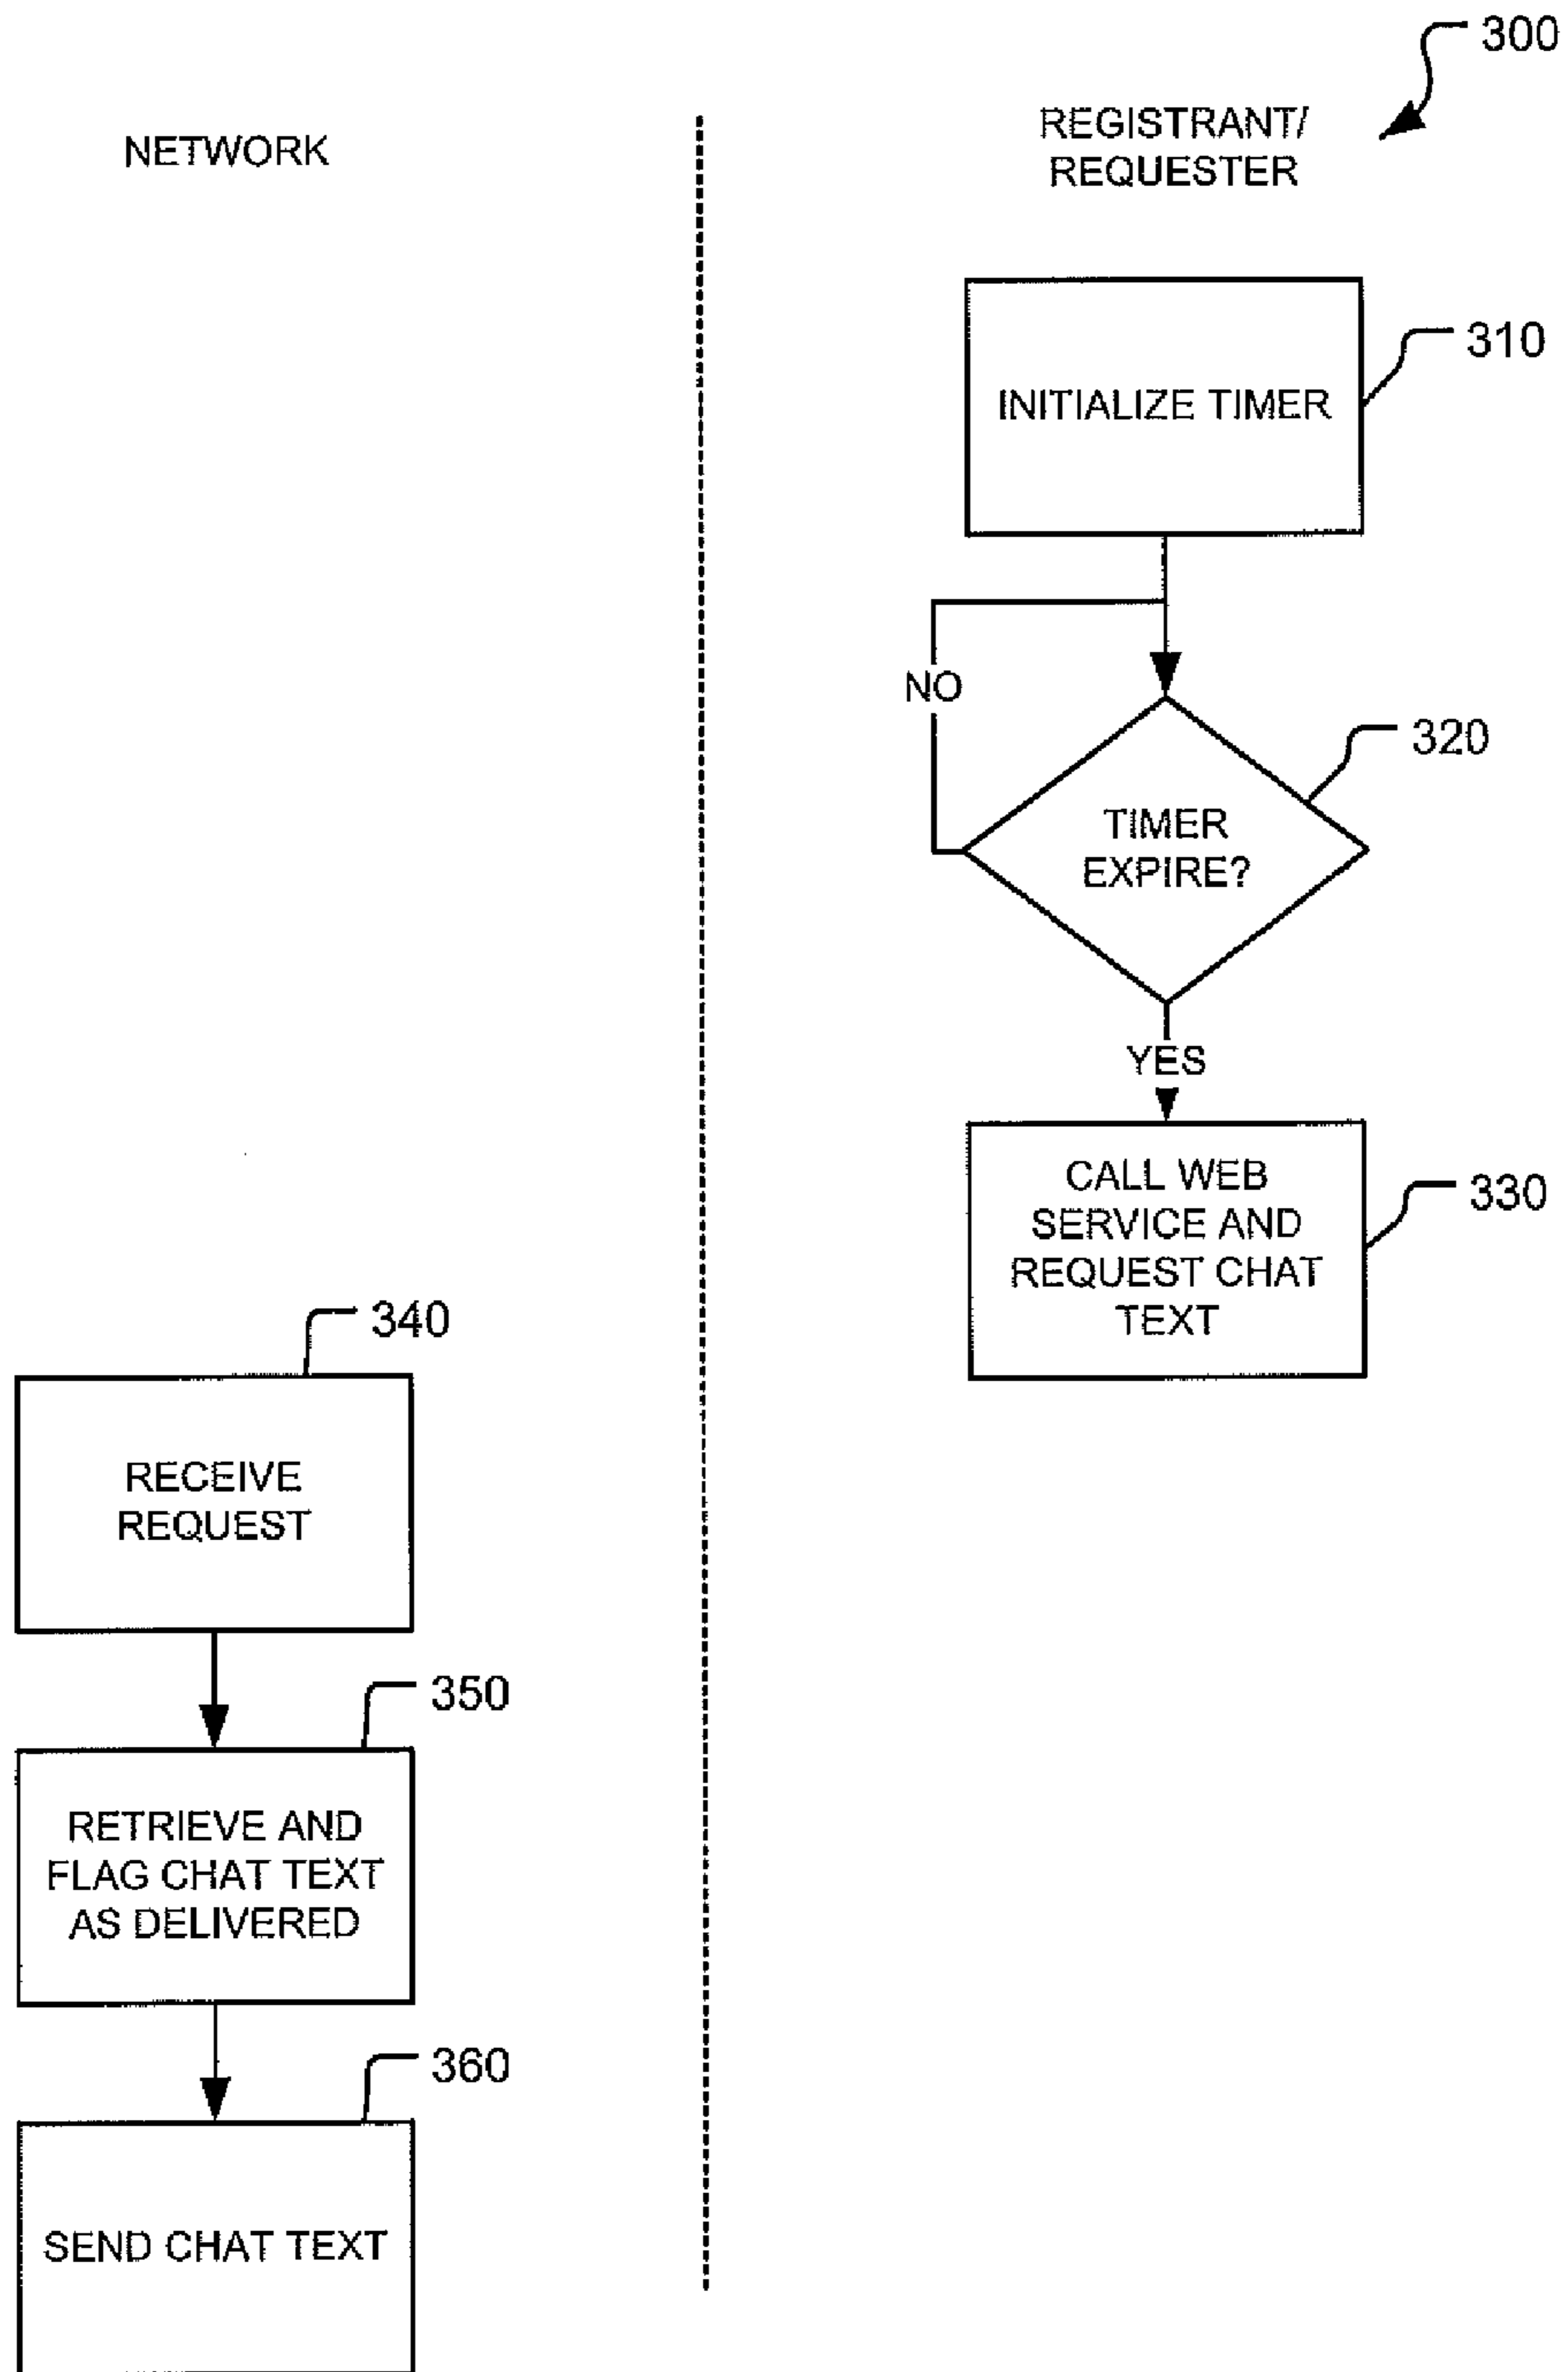 300
NETWORK
REGISTRANT/
REQUESTER
310
INITIALIZE TIMER
NO
320
TIMER
EXPIRE?
YES
CALL WEB
SERVICE AND
REQUEST CHAT
TEXT
330
340
RECEIVE
REQUEST
350
RETRIEVE AND
FLAG CHAT TEXT
AS DELIVERED
360
SEND CHAT TEXT